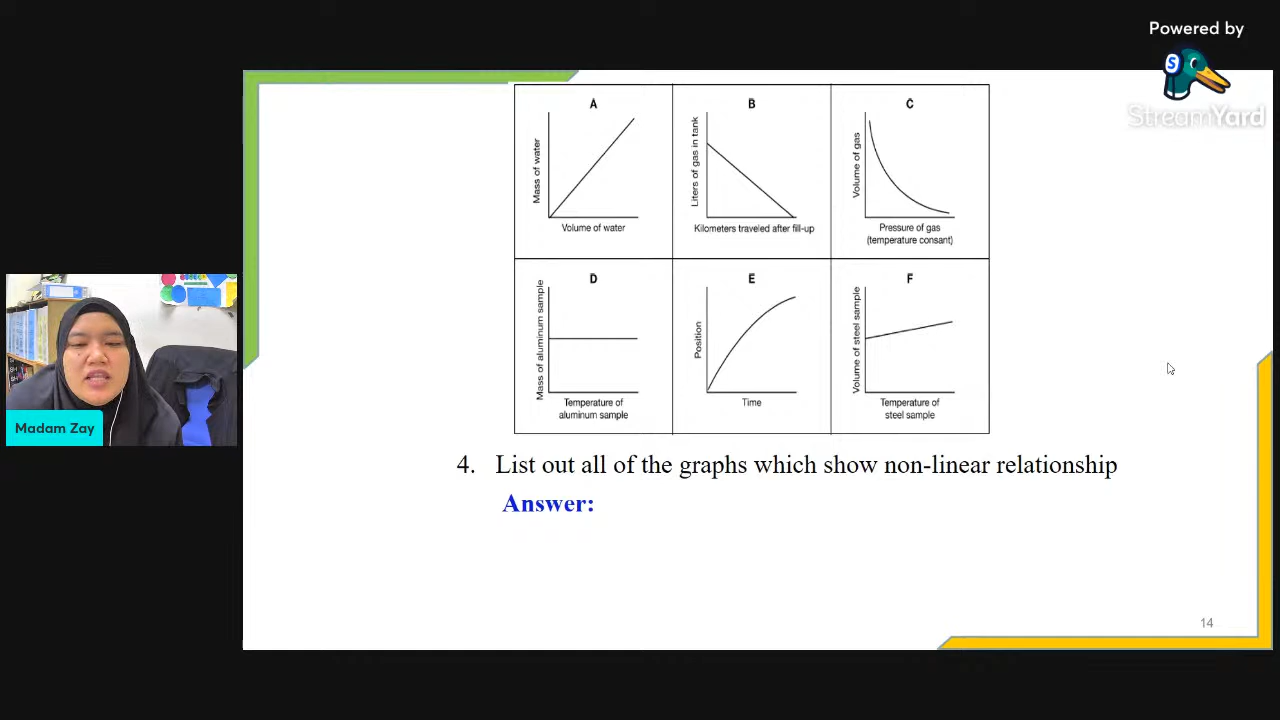 Powered by
StreamYard
A
Mass of water
Volume of water
B
Liters of gas in tank
Kilometers traveled after fill-up
C
Volume of gas
Pressure of gas
(temperature consant)
D
Mass of aluminum sample
Temperature of
aluminum sample
E
Position
Time
F
Volume of steel sample
Temperature of
steel sample
4. List out all of the graphs which show non-linear relationship
Answer:
Madam Zay
14